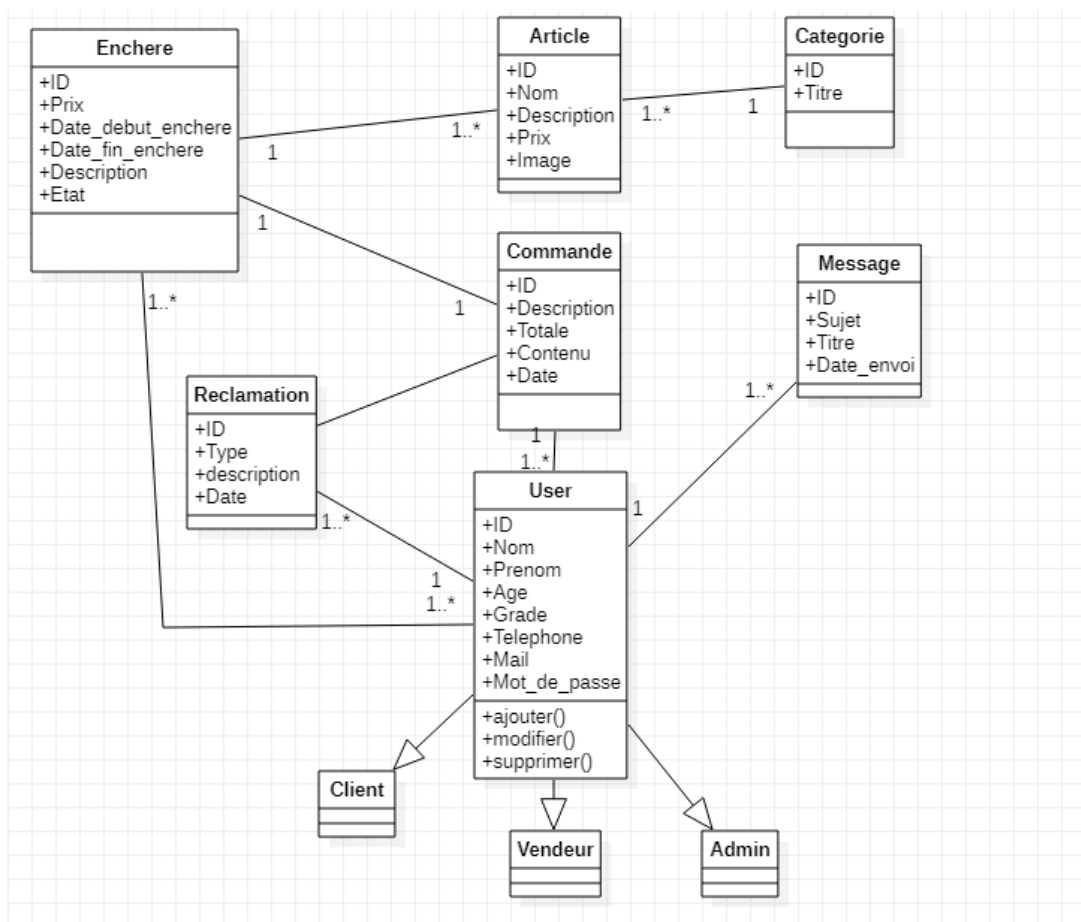 Enchere
+ID
+Prix
+Date_debut_enchere
+Date_fin_enchere
+Description
+Etat
Article
+ID
+Nom
+Description
+Prix
+Image
Categorie
+ID
+Titre
1
1..*
1..*
1
1
1
1..*
Commande
+ID
+Description
+Totale
+Contenu
+Date
Message
+ID
+Sujet
+Titre
+Date_envoi
Reclamation
+ID
+Type
+description
+Date
1..*
1
1..*
1..*
1
1..*
1
User
+ID
+Nom
+Prenom
+Age
+Grade
+Telephone
+Mail
+Mot_de_passe
+ajouter()
+modifier()
+supprimer()
Client
Vendeur
Admin